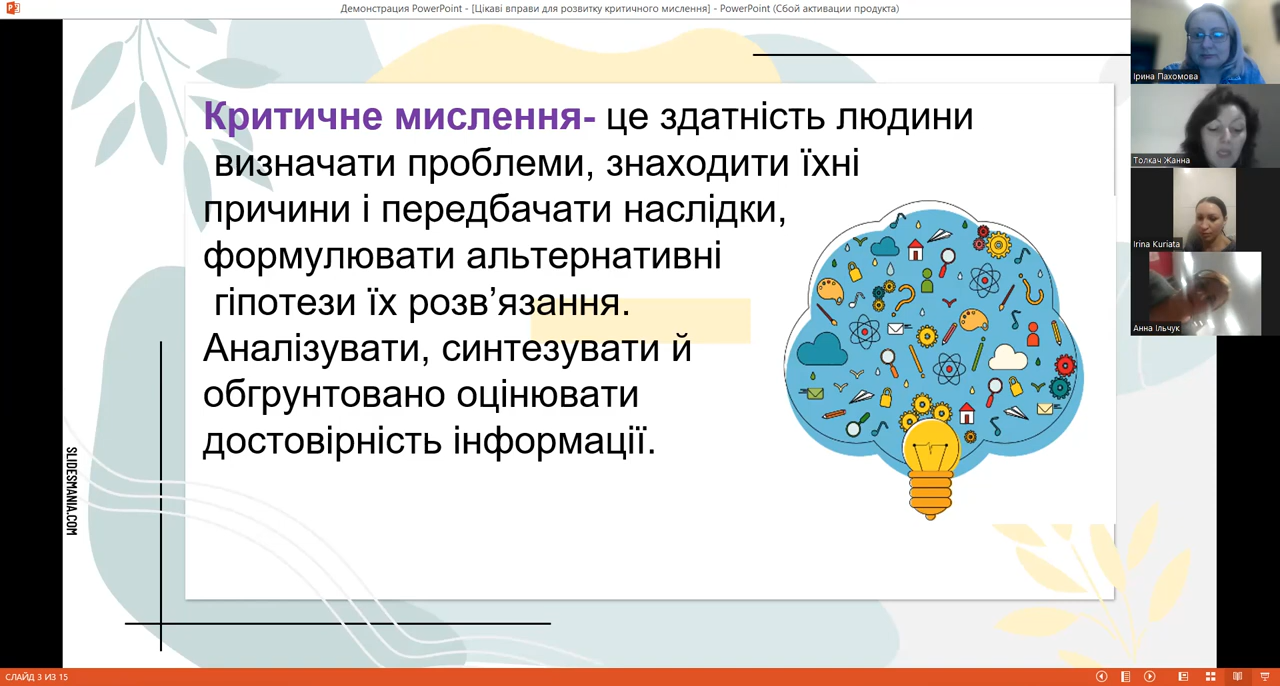 Демонстрация PowerPoint - [Цікаві вправи для розвитку критичного мислення] - PowerPoint (Сбой активации продукта)
Критичне мислення- це здатність людини
визначати проблеми, знаходити їхні
причини і передбачати наслідки,
формулювати альтернативні
гіпотези їх розв’язання.
Аналізувати, синтезувати й
обгрунтовано оцінювати
достовірність інформації.
SLIDESMANIA.COM
Ірина Пахомова
Толкач Жанна
Irina Kuriata
Анна Ільчук
СЛАЙД 3 ИЗ 15